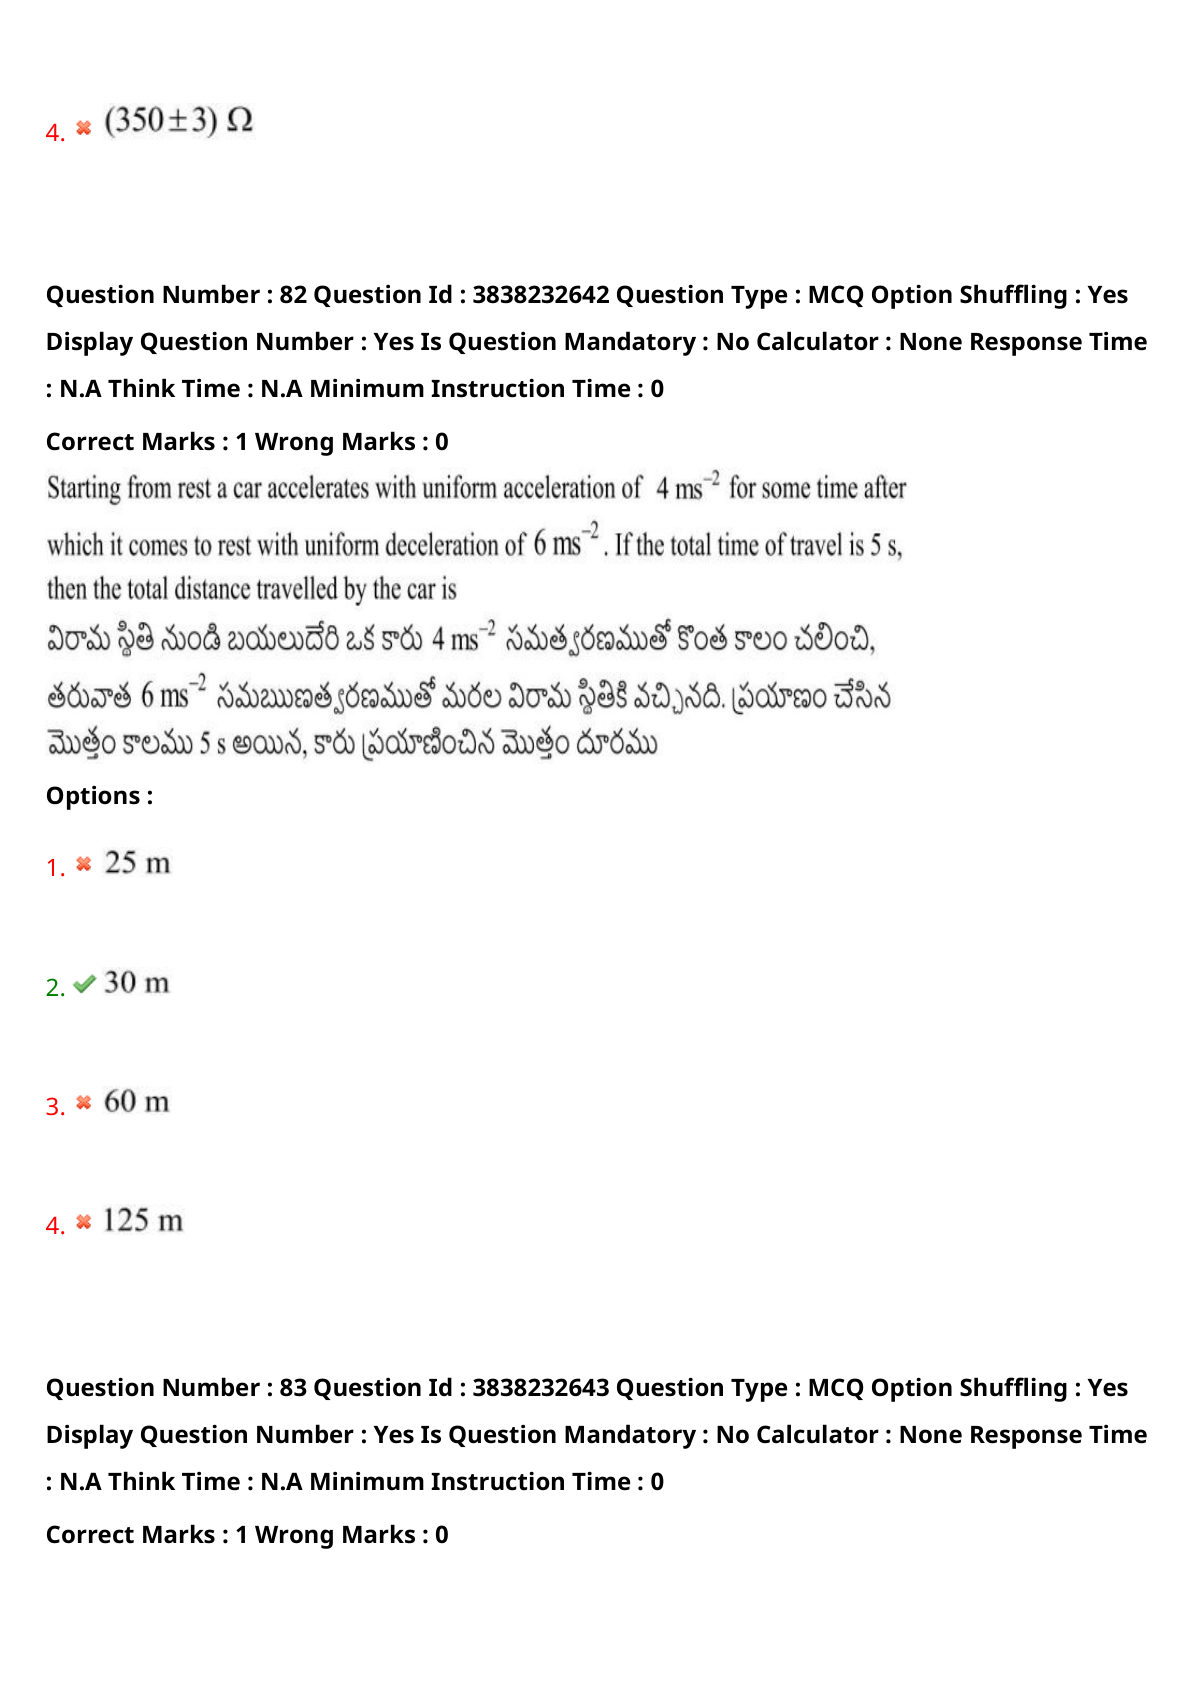 4. (350±3) Ω
Question Number : 82 Question Id : 3838232642 Question Type : MCQ Option Shuffling : Yes
Display Question Number : Yes Is Question Mandatory : No Calculator : None Response Time
: N.A Think Time : N.A Minimum Instruction Time : 0
Correct Marks : 1 Wrong Marks : 0
Starting from rest a car accelerates with uniform acceleration of 4 ms⁻² for some time after
which it comes to rest with uniform deceleration of 6 ms⁻². If the total time of travel is 5 s,
then the total distance travelled by the car is
విరామ స్థితి నుండి బయలుదేరి ఒక కారు 4 ms⁻² సమత్వరణముతో కొంత కాలం చలించి,
తరువాత 6 ms⁻² సమఋణత్వరణముతో మరల విరామ స్థితికి వచ్చినది. ప్రయాణం చేసిన
మొత్తం కాలము 5 s అయిన, కారు ప్రయాణించిన మొత్తం దూరము
Options :
1. 25 m
2. 30 m
3. 60 m
4. 125 m
Question Number : 83 Question Id : 3838232643 Question Type : MCQ Option Shuffling : Yes
Display Question Number : Yes Is Question Mandatory : No Calculator : None Response Time
: N.A Think Time : N.A Minimum Instruction Time : 0
Correct Marks : 1 Wrong Marks : 0